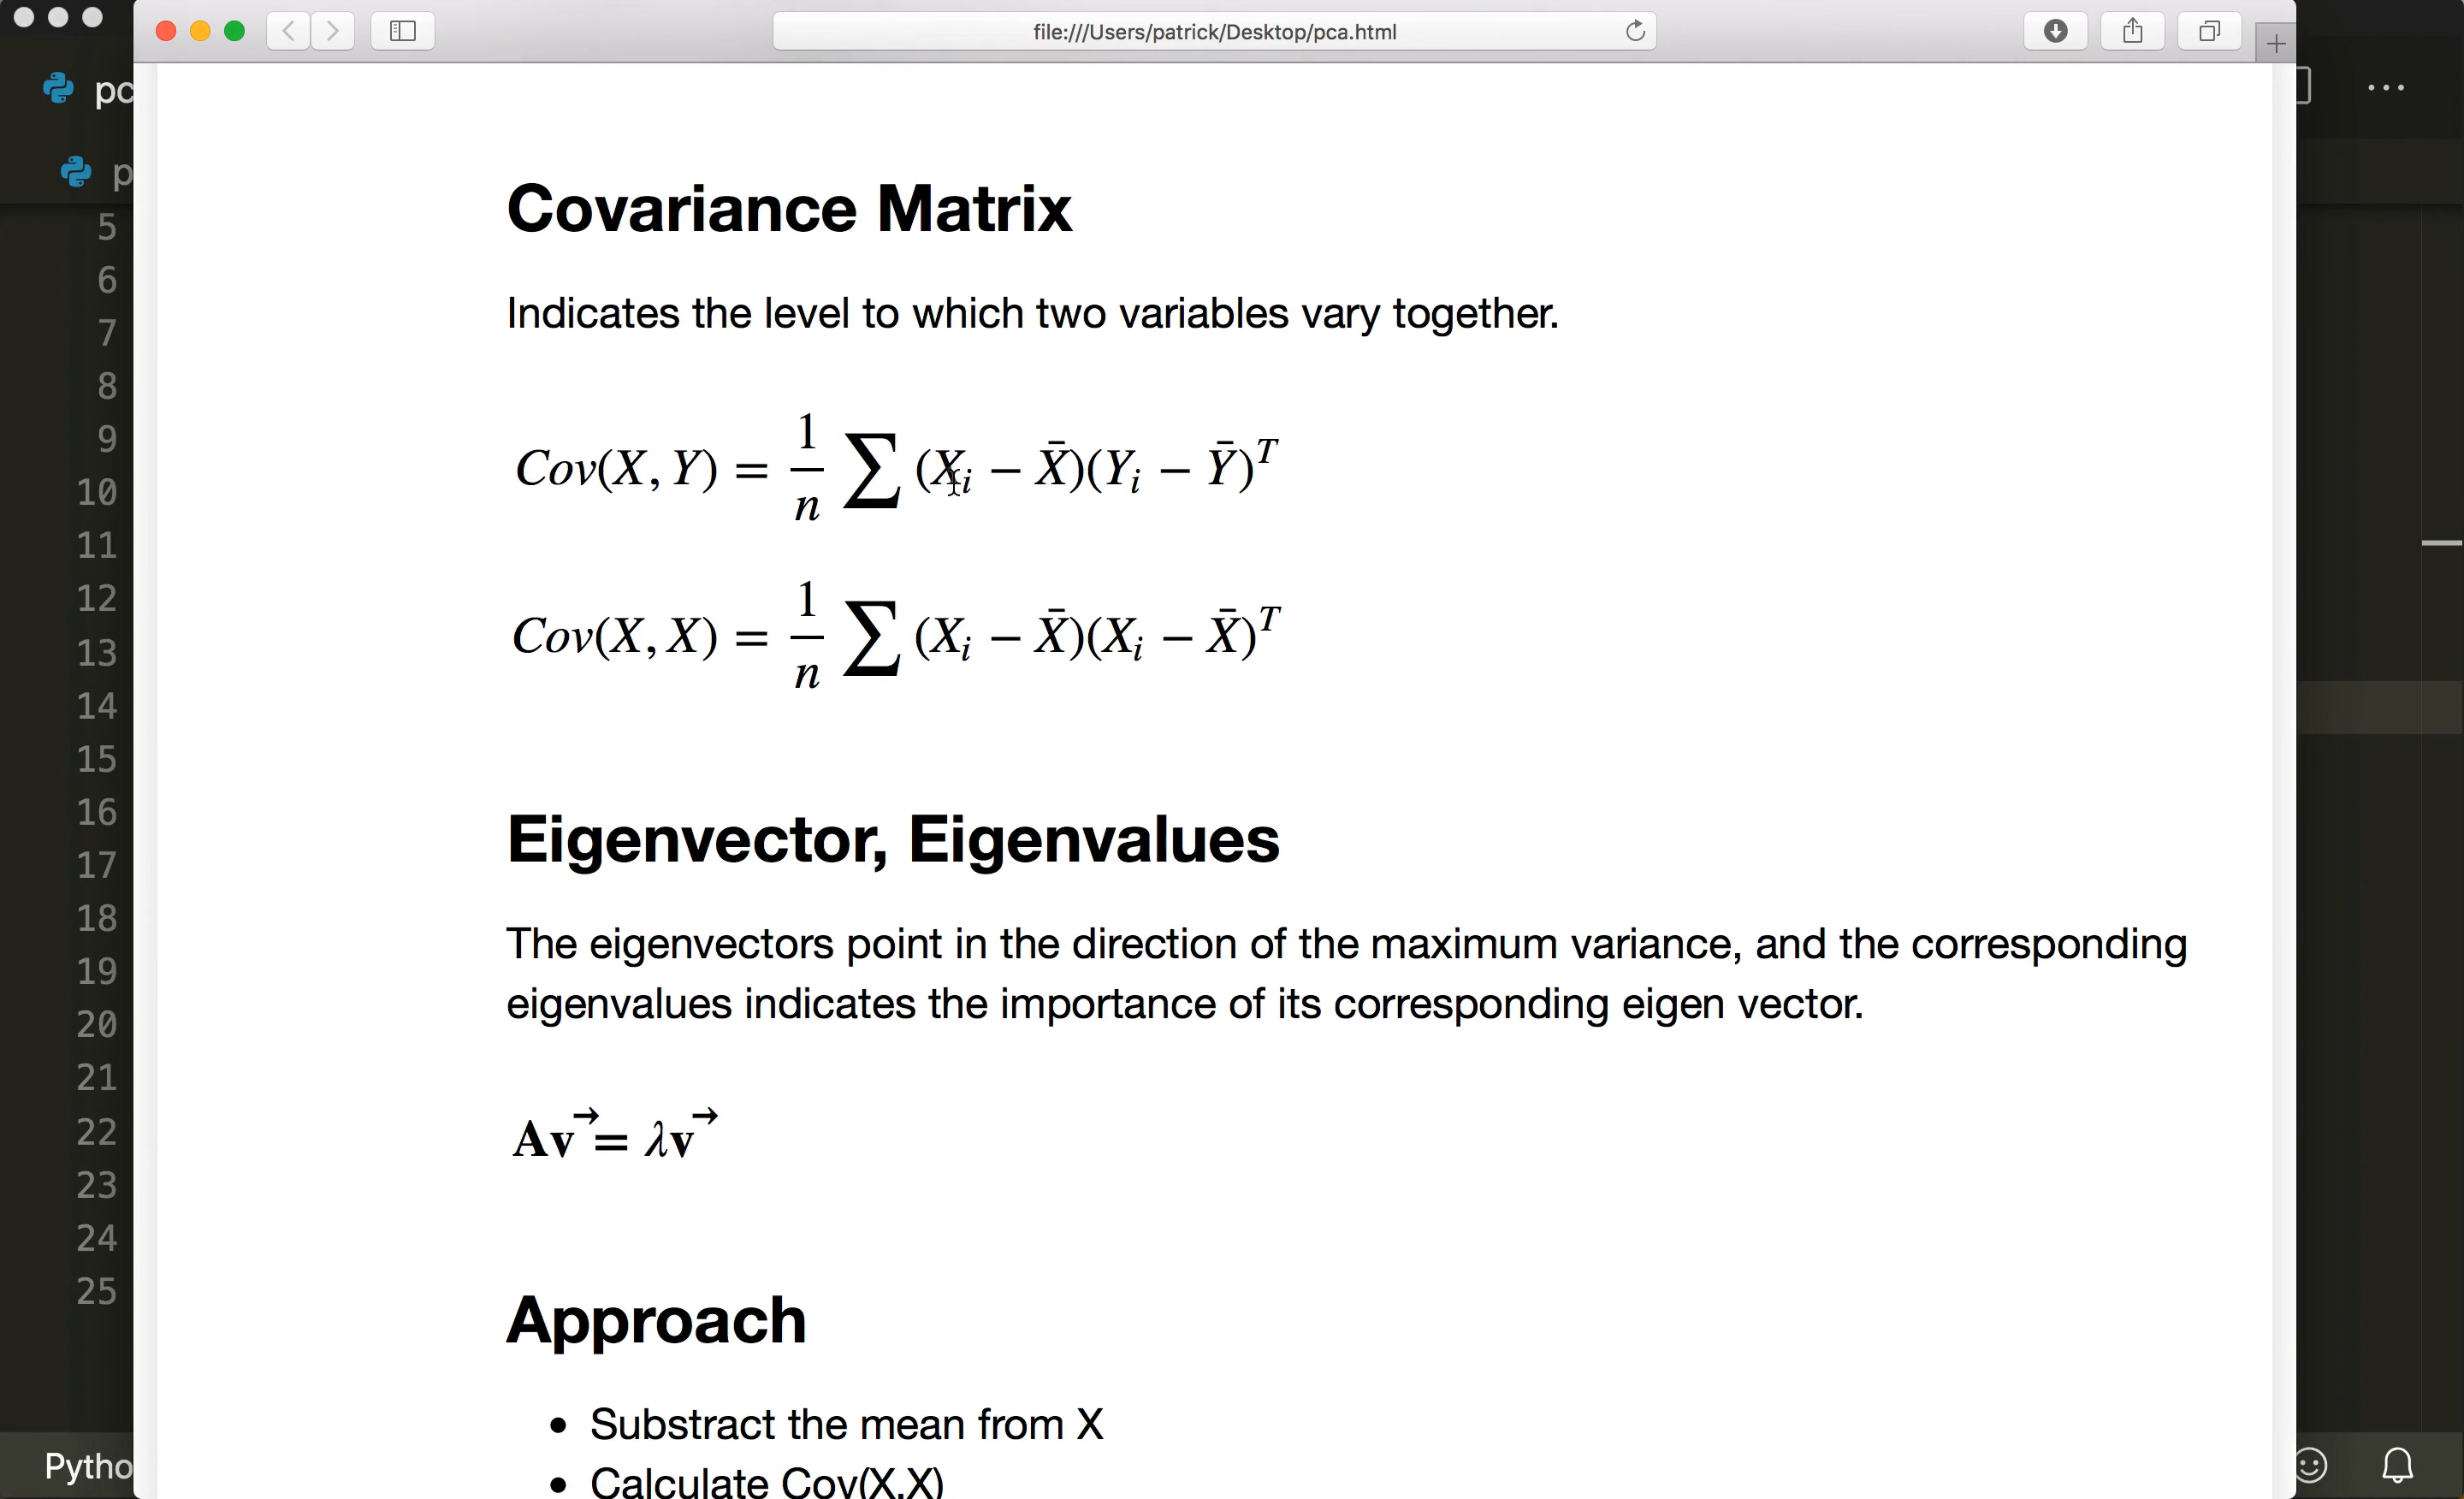 file:///Users/patrick/Desktop/pca.html
pc
p
Covariance Matrix
Indicates the level to which two variables vary together.
Cov(X, Y) = 1/n ∑ (Xᵢ − X̄)(Yᵢ − Ȳ)ᵀ
Cov(X, X) = 1/n ∑ (Xᵢ − X̄)(Xᵢ − X̄)ᵀ
Eigenvector, Eigenvalues
The eigenvectors point in the direction of the maximum variance, and the corresponding
eigenvalues indicates the importance of its corresponding eigen vector.
Av⃗ = λv⃗
Approach
• Substract the mean from X
• Calculate Cov(X,X)
5
6
7
8
9
10
11
12
13
14
15
16
17
18
19
20
21
22
23
24
25
Pytho